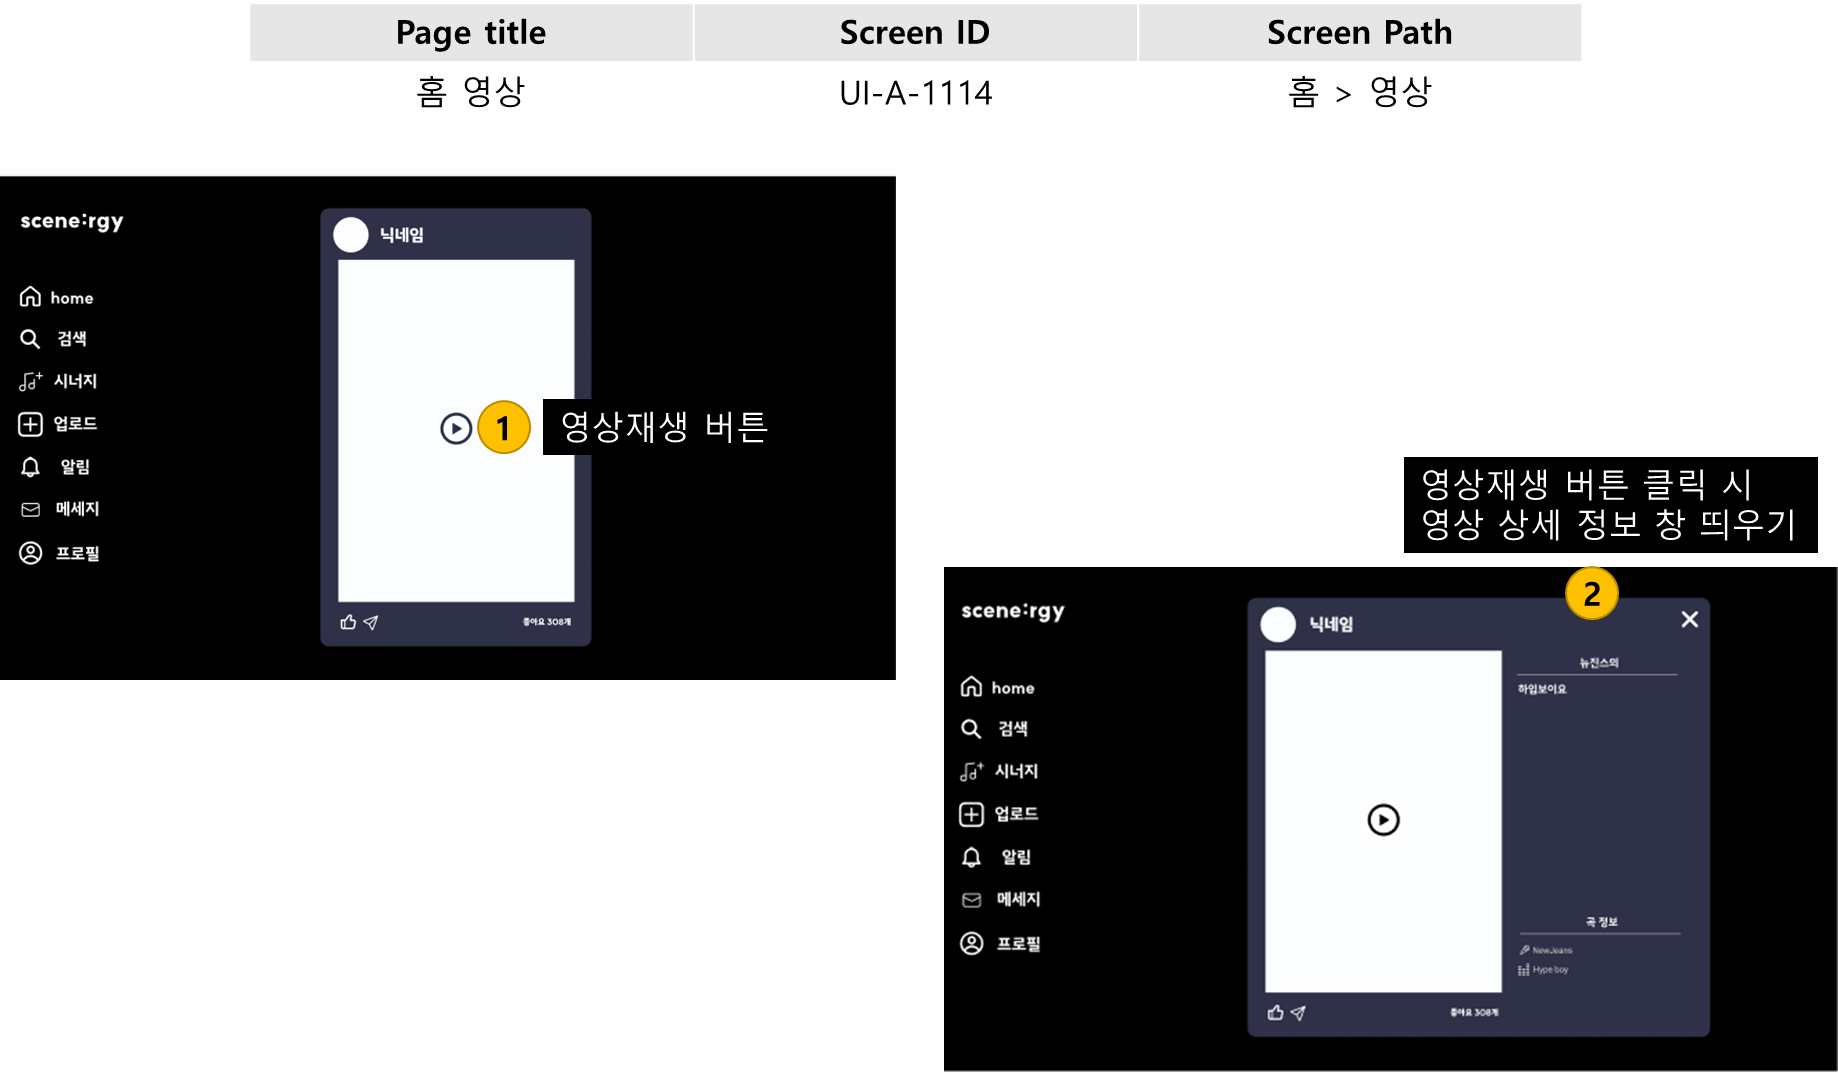 Page title Screen ID Screen Path
홈 영상 UI-A-1114 홈 > 영상
scene:rgy
home
검색
시너지
업로드
알림
메세지
프로필
닉네임
1
영상재생 버튼
좋아요 308개
영상재생 버튼 클릭 시
영상 상세 정보 창 띄우기
2
scene:rgy
home
검색
시너지
업로드
알림
메세지
프로필
닉네임
뉴진스의
하입보이요
곡 정보
NewJeans
Hype boy
좋아요 308개